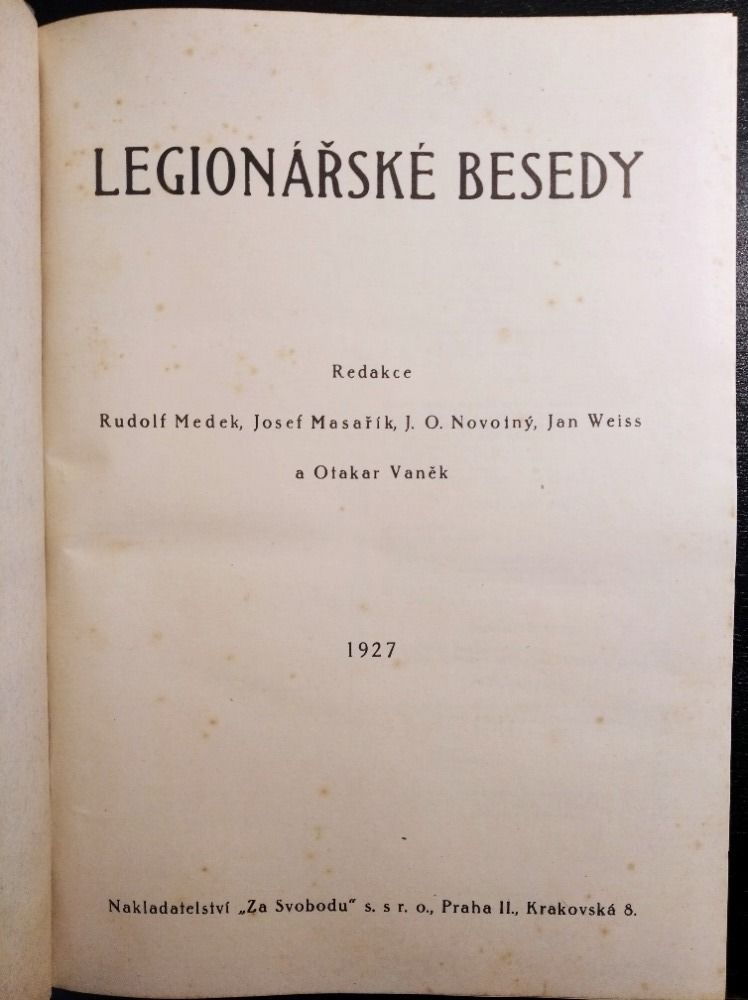 LEGIONÁŘSKÉ BESEDY
Redakce
Rudolf Medek, Josef Masařík, J. O. Novotný, Jan Weiss
a Otakar Vaněk
1927
Nakladatelství „Za Svobodu“ s. s r. o., Praha II., Krakovská 8.